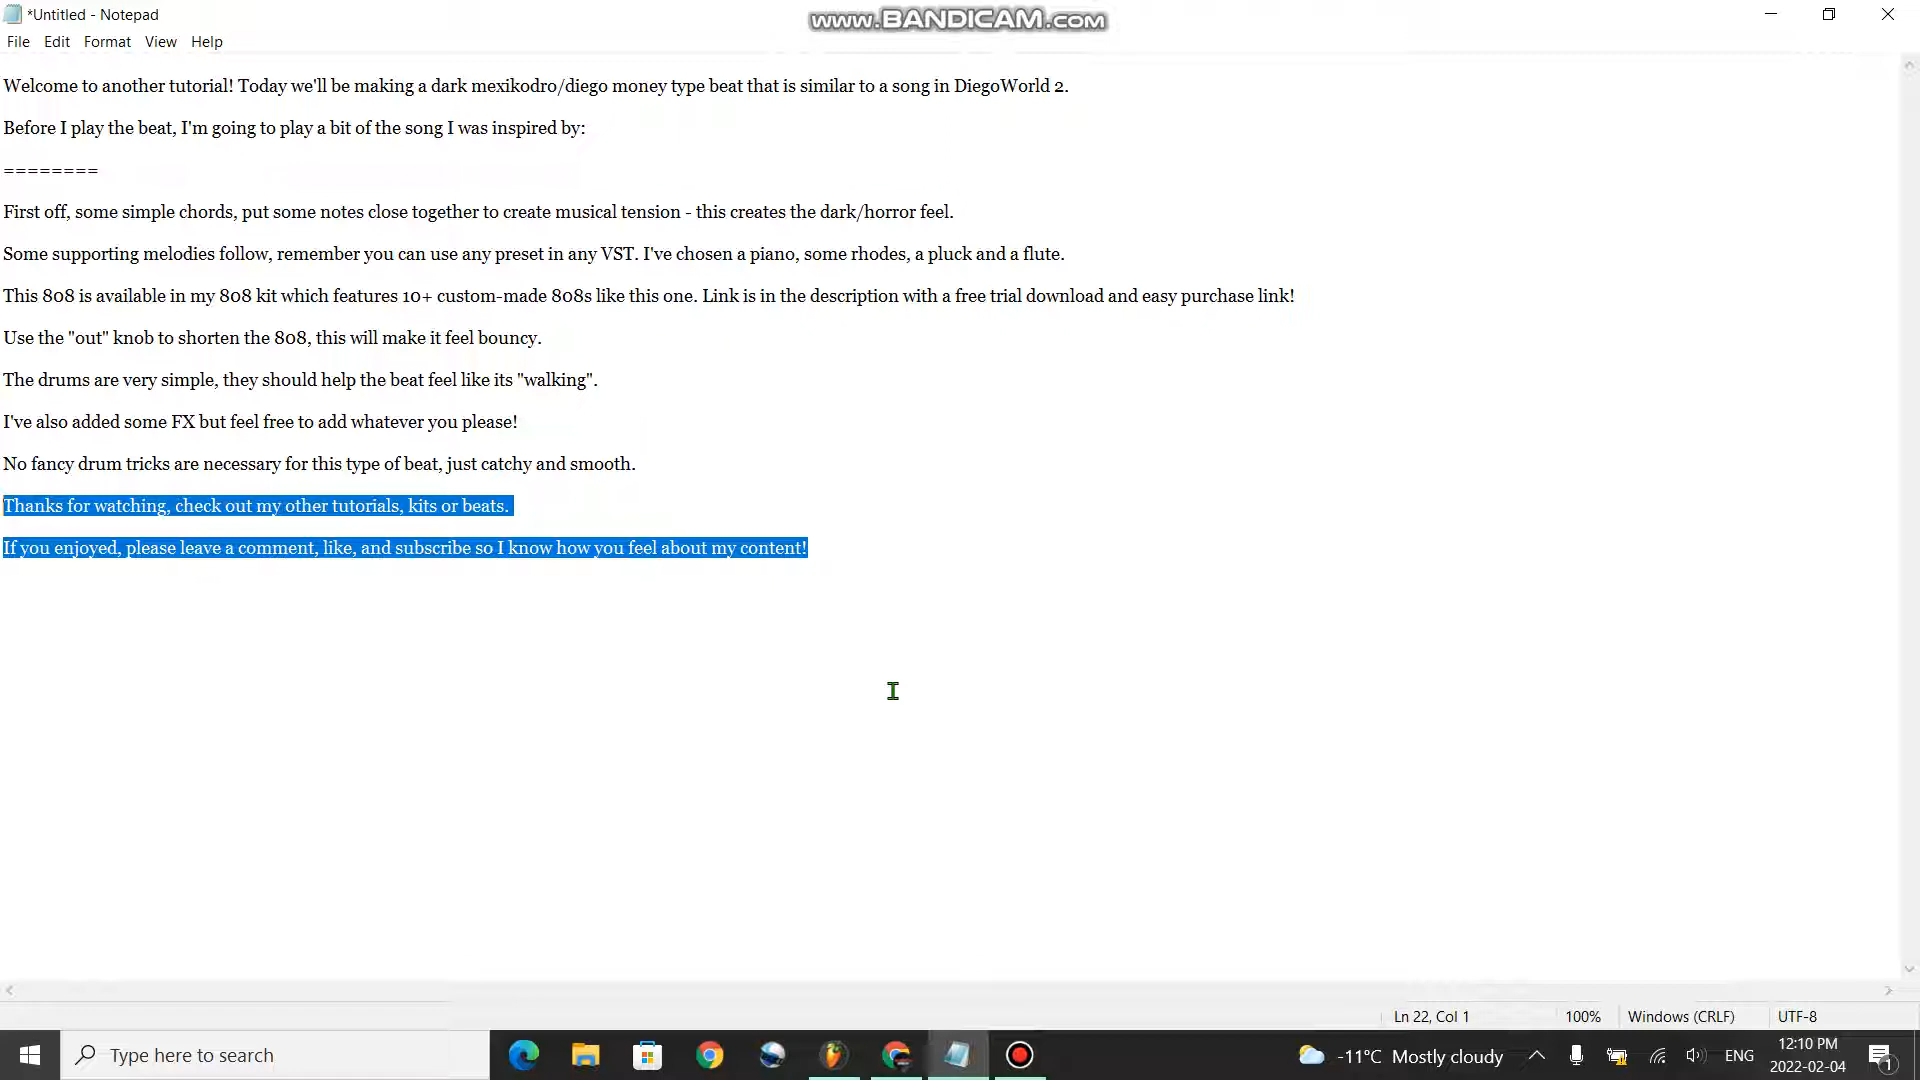 *Untitled - Notepad
www.BANDICAM.com
File Edit Format View Help
Welcome to another tutorial! Today we'll be making a dark mexikodro/diego money type beat that is similar to a song in DiegoWorld 2.
Before I play the beat, I'm going to play a bit of the song I was inspired by:
========
First off, some simple chords, put some notes close together to create musical tension - this creates the dark/horror feel.
Some supporting melodies follow, remember you can use any preset in any VST. I've chosen a piano, some rhodes, a pluck and a flute.
This 808 is available in my 808 kit which features 10+ custom-made 808s like this one. Link is in the description with a free trial download and easy purchase link!
Use the "out" knob to shorten the 808, this will make it feel bouncy.
The drums are very simple, they should help the beat feel like its "walking".
I've also added some FX but feel free to add whatever you please!
No fancy drum tricks are necessary for this type of beat, just catchy and smooth.
Thanks for watching, check out my other tutorials, kits or beats.
If you enjoyed, please leave a comment, like, and subscribe so I know how you feel about my content!
Ln 22, Col 1 100% Windows (CRLF) UTF-8
Type here to search
-11°C Mostly cloudy
ENG
12:10 PM
2022-02-04
1